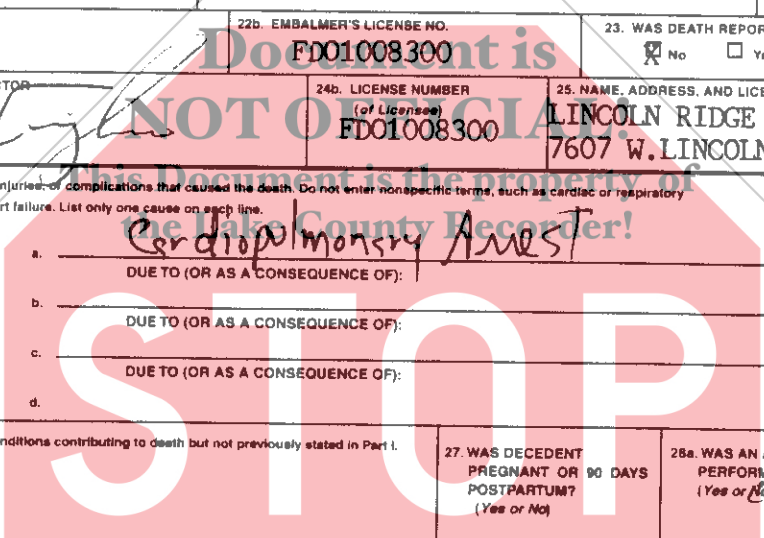 22b. EMBALMER'S LICENSE NO.
FD01008300
23. WAS DEATH REPOR
No
CTOR
24b. LICENSE NUMBER
(of Licensee)
FD01008300
25. NAME, ADDRESS, AND LICE
LINCOLN RIDGE
7607 W. LINCOLN
Document is
NOT OFFICIAL!
This Document is the property of
the Lake County Recorder!
njuries, or complications that caused the death. Do not enter nonspecific terms, such as cardiac or respiratory
rt failure. List only one cause on each line.
a. Cardiopulmonary Arrest
DUE TO (OR AS A CONSEQUENCE OF):
b.
DUE TO (OR AS A CONSEQUENCE OF):
c.
DUE TO (OR AS A CONSEQUENCE OF):
d.
STOP
nditions contributing to death but not previously stated in Part I.
27. WAS DECEDENT
PREGNANT OR 90 DAYS
POSTPARTUM?
(Yes or No)
28a. WAS AN
PERFORM
(Yes or No